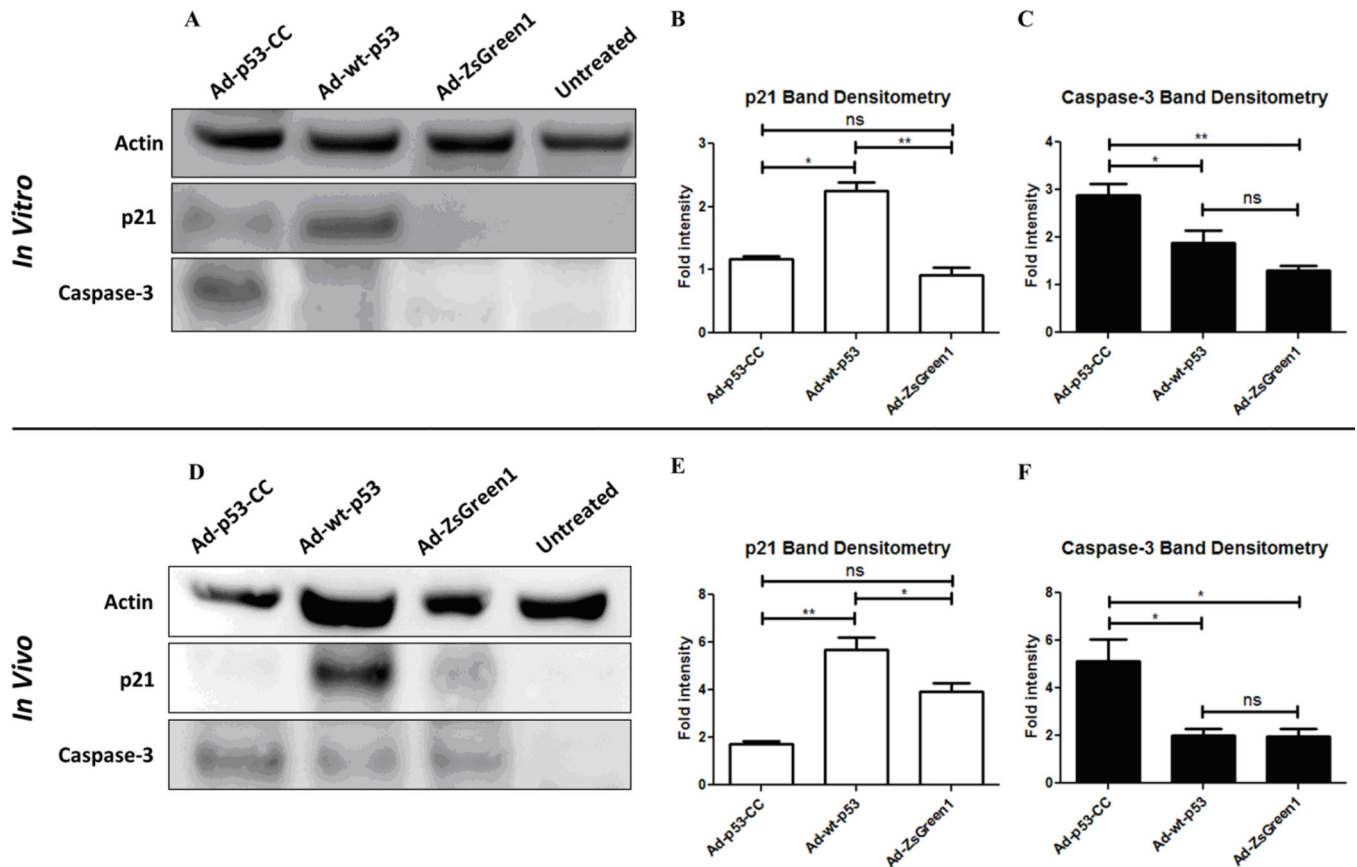 A
Ad-p53-CC
Ad-wt-p53
Ad-ZsGreen1
Untreated
In Vitro
Actin
p21
Caspase-3
B
p21 Band Densitometry
ns
*
**
Fold intensity
3
2
1
0
Ad-p53-CC
Ad-wt-p53
Ad-ZsGreen1
C
Caspase-3 Band Densitometry
**
*
ns
Fold intensity
4
3
2
1
0
Ad-p53-CC
Ad-wt-p53
Ad-ZsGreen1
D
Ad-p53-CC
Ad-wt-p53
Ad-ZsGreen1
Untreated
In Vivo
Actin
p21
Caspase-3
E
p21 Band Densitometry
ns
**
*
Fold intensity
8
6
4
2
0
Ad-p53-CC
Ad-wt-p53
Ad-ZsGreen1
F
Caspase-3 Band Densitometry
*
*
ns
Fold intensity
8
6
4
2
0
Ad-p53-CC
Ad-wt-p53
Ad-ZsGreen1